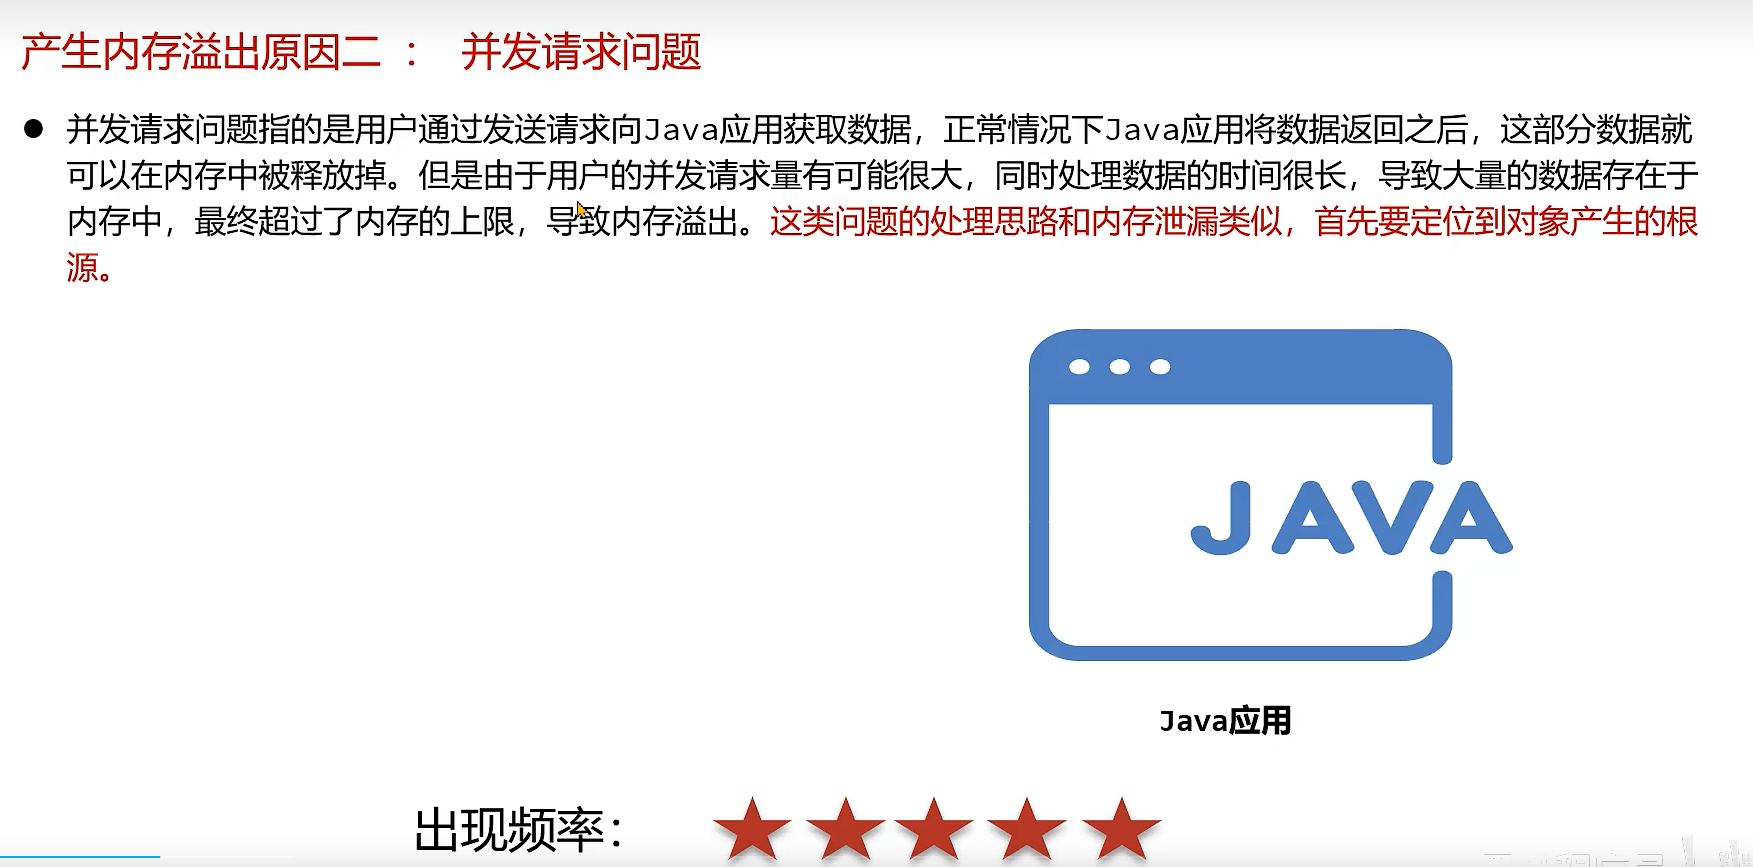 产生内存溢出原因二 ： 并发请求问题
● 并发请求问题指的是用户通过发送请求向Java应用获取数据，正常情况下Java应用将数据返回之后，这部分数据就
可以在内存中被释放掉。但是由于用户的并发请求量有可能很大，同时处理数据的时间很长，导致大量的数据存在于
内存中，最终超过了内存的上限，导致内存溢出。这类问题的处理思路和内存泄漏类似，首先要定位到对象产生的根
源。
JAVA
Java应用
出现频率：